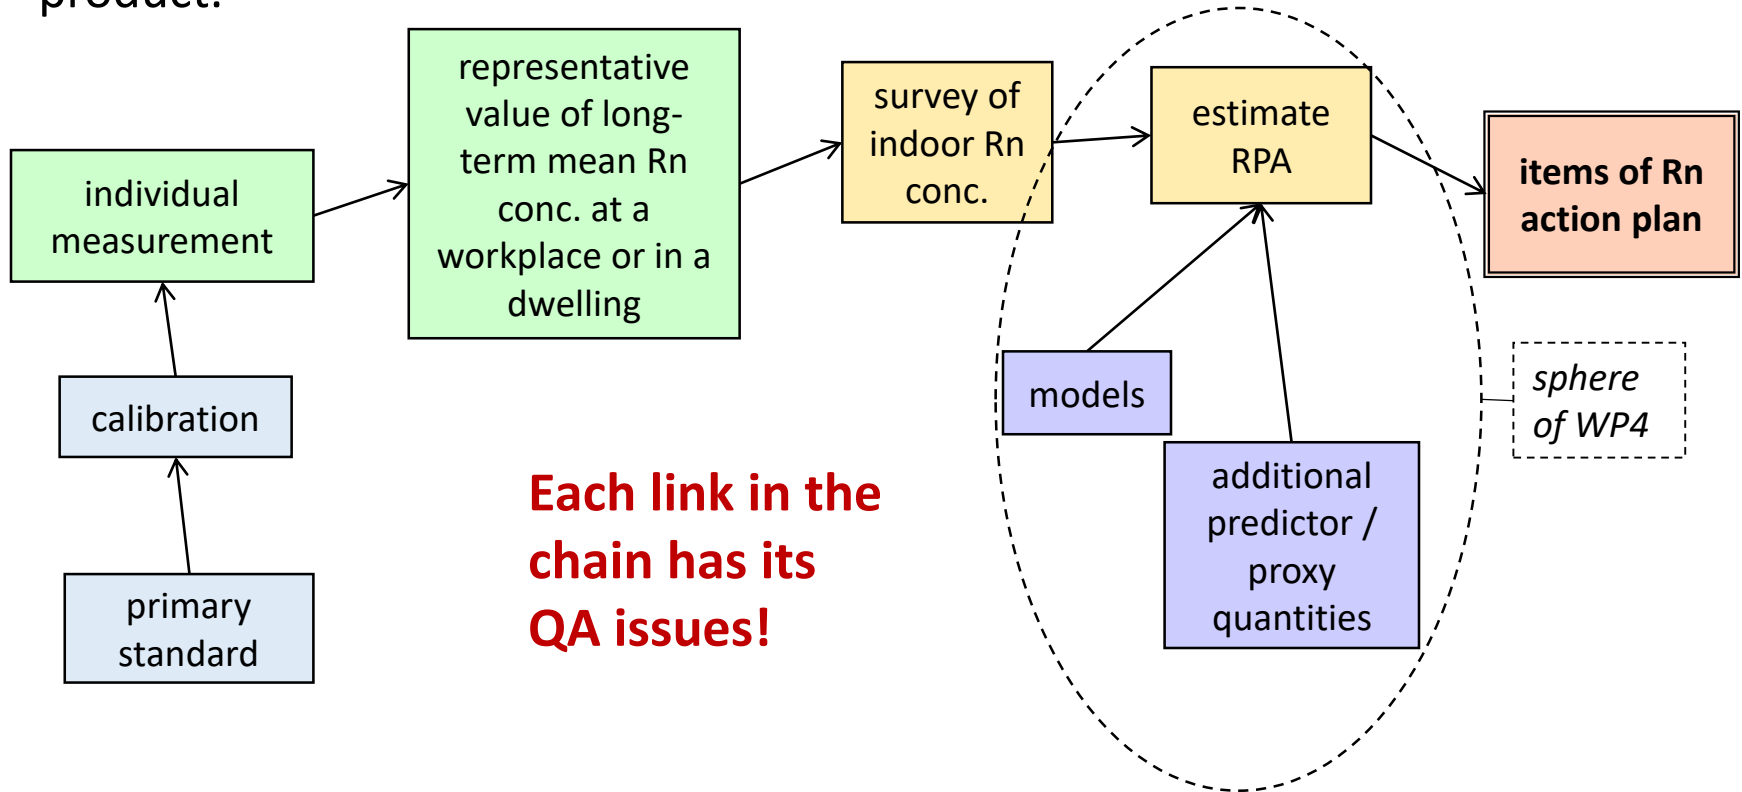 product.
representative
value of long-
term mean Rn
conc. at a
workplace or in a
dwelling
survey of
indoor Rn
conc.
estimate
RPA
items of Rn
action plan
individual
measurement
models
sphere
of WP4
calibration
additional
predictor /
proxy
quantities
Each link in the
chain has its
QA issues!
primary
standard